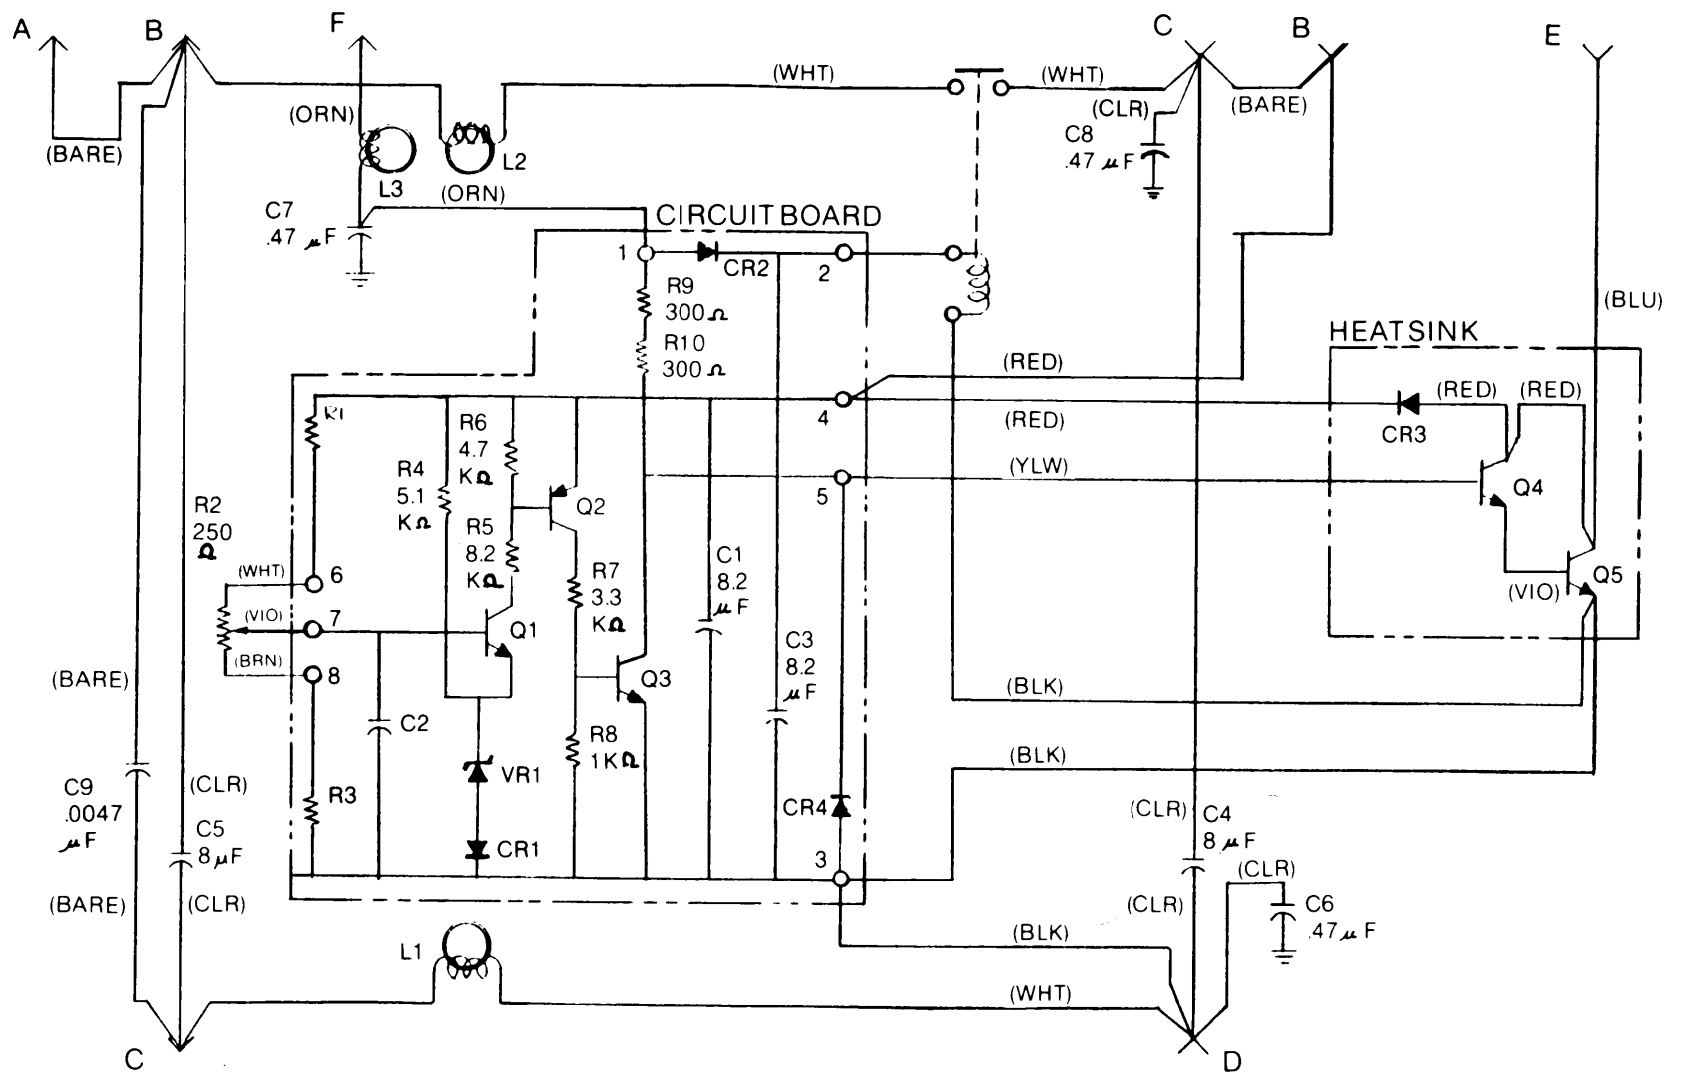 A
B
F
C
B
E
(WHT)
(WHT)
(CLR)
(BARE)
(ORN)
(BARE)
C8
.47 µF
L2
L3
(ORN)
C7
.47 µF
CIRCUIT BOARD
1
CR2
2
R9
300 Ω
R10
300 Ω
(BLU)
HEATSINK
(RED)
(RED)
(RED)
(RED)
4
CR3
R1
R6
4.7
KΩ
R4
5.1
KΩ
(YLW)
5
Q4
R2
250
Ω
Q2
R5
8.2
KΩ
C1
8.2
µF
R7
3.3
KΩ
(WHT)
6
(VIO)
7
(BRN)
8
Q1
Q5
(VIO)
C3
8.2
µF
Q3
(BARE)
(BLK)
C2
R8
1KΩ
VR1
(BLK)
C9
.0047
µF
(CLR)
R3
CR4
(CLR)
C4
8 µF
C5
8µF
CR1
3
(CLR)
(BARE)
(CLR)
(CLR)
C6
.47µF
(BLK)
L1
(WHT)
C
D